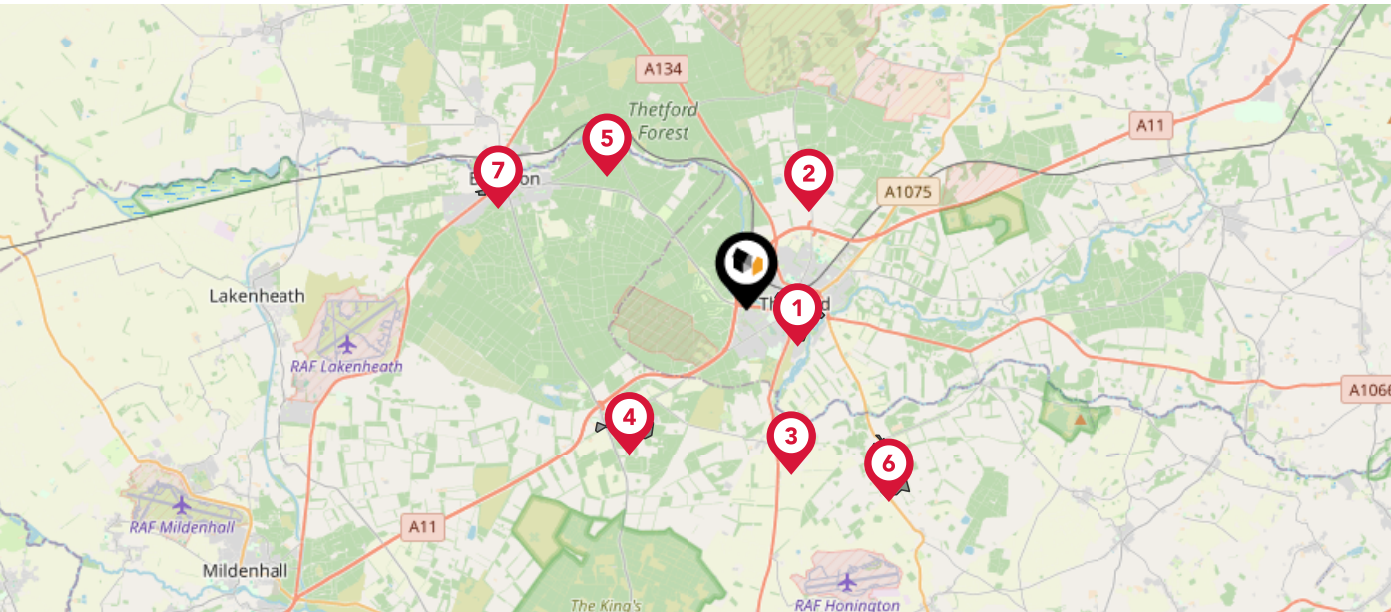 A134
Thetford
Forest
A11
5
7
2
A1075
Lakenheath
1
RAF Lakenheath
A1066
4
3
6
RAF Mildenhall
A11
Mildenhall
RAF Honington
The King's